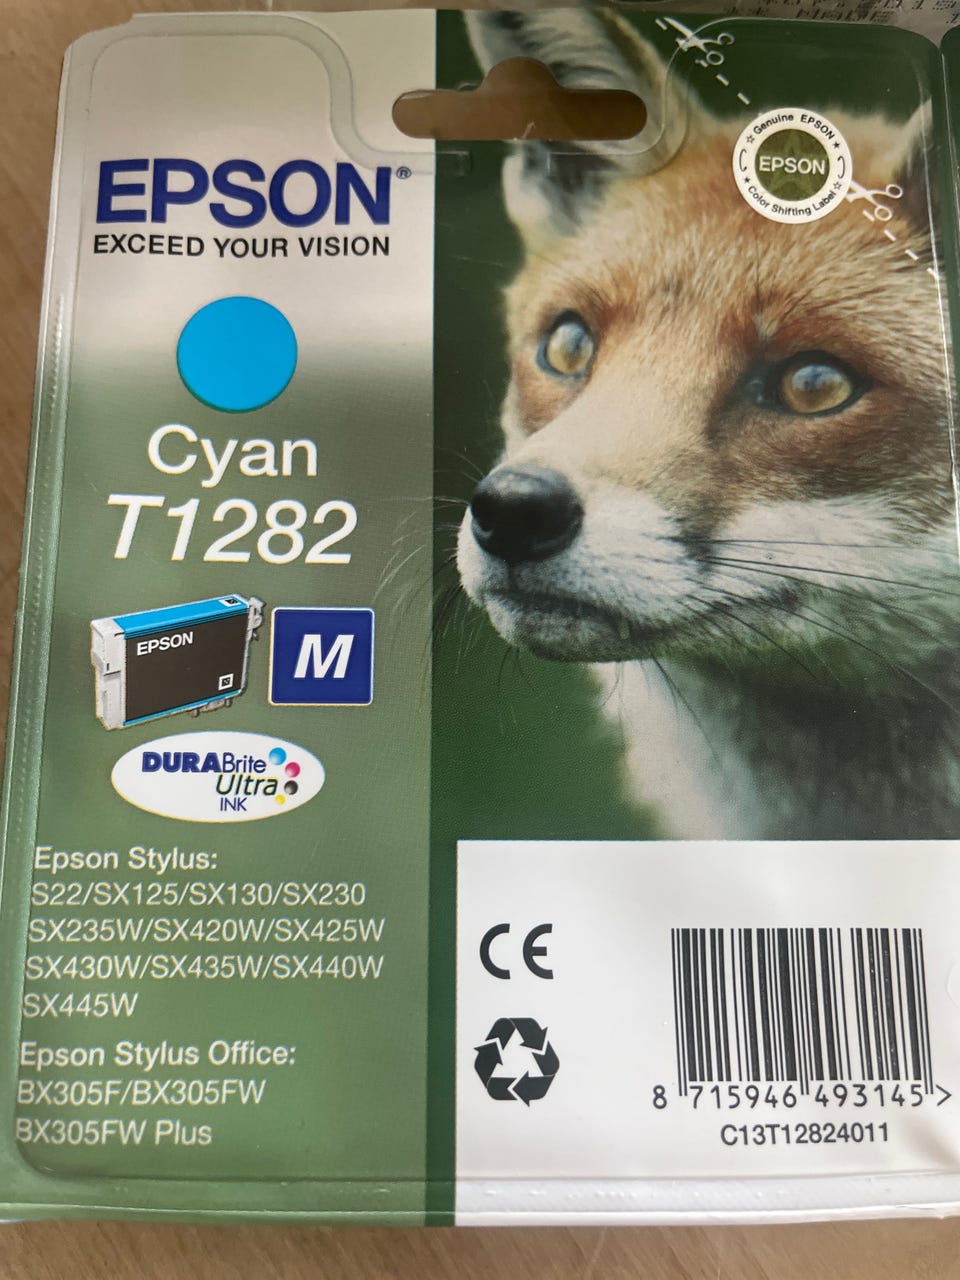 EPSON®
EXCEED YOUR VISION
Genuine EPSON
EPSON
Color Shifting Label
Cyan
T1282
EPSON
M
DURABrite
Ultra
INK
Epson Stylus:
S22/SX125/SX130/SX230
SX235W/SX420W/SX425W
SX430W/SX435W/SX440W
SX445W
Epson Stylus Office:
BX305F/BX305FW
BX305FW Plus
CE
8 715946 493145 >
C13T12824011